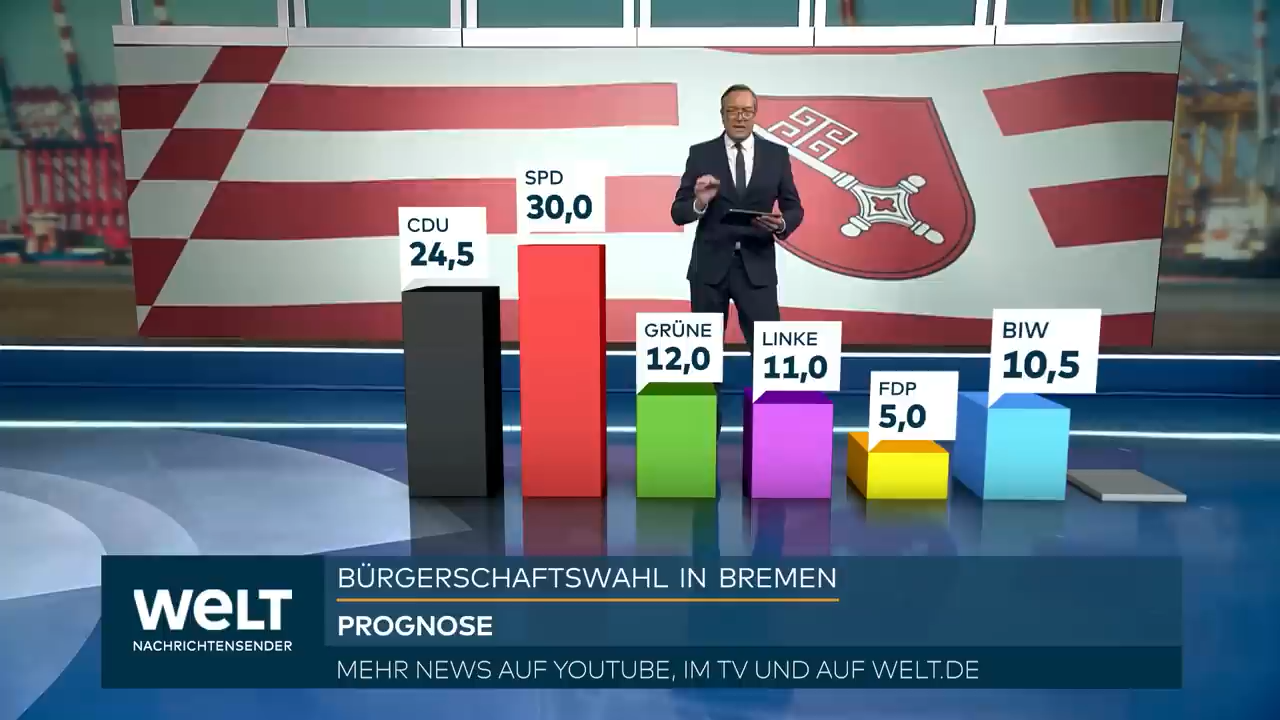 SPD
30,0
CDU
24,5
GRÜNE
12,0
LINKE
11,0
FDP
5,0
BIW
10,5
WELT
NACHRICHTENSENDER
BÜRGERSCHAFTSWAHL IN BREMEN
PROGNOSE
MEHR NEWS AUF YOUTUBE, IM TV UND AUF WELT.DE